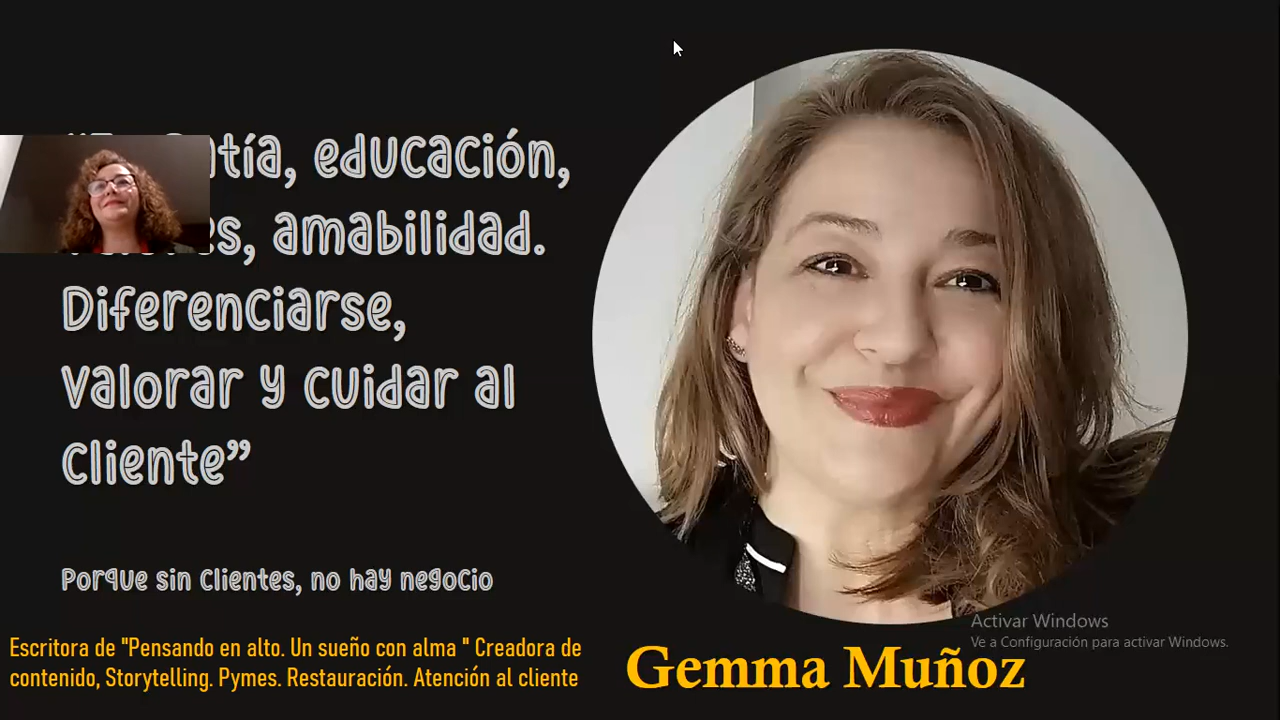 educación,
amabilidad.
Diferenciarse,
valorar y cuidar al
cliente”
Porque sin Clientes, no hay negocio
Escritora de "Pensando en alto. Un sueño con alma " Creadora de
contenido, Storytelling. Pymes. Restauración. Atención al cliente
Gemma Muñoz
Activar Windows
Ve a Configuración para activar Windows.